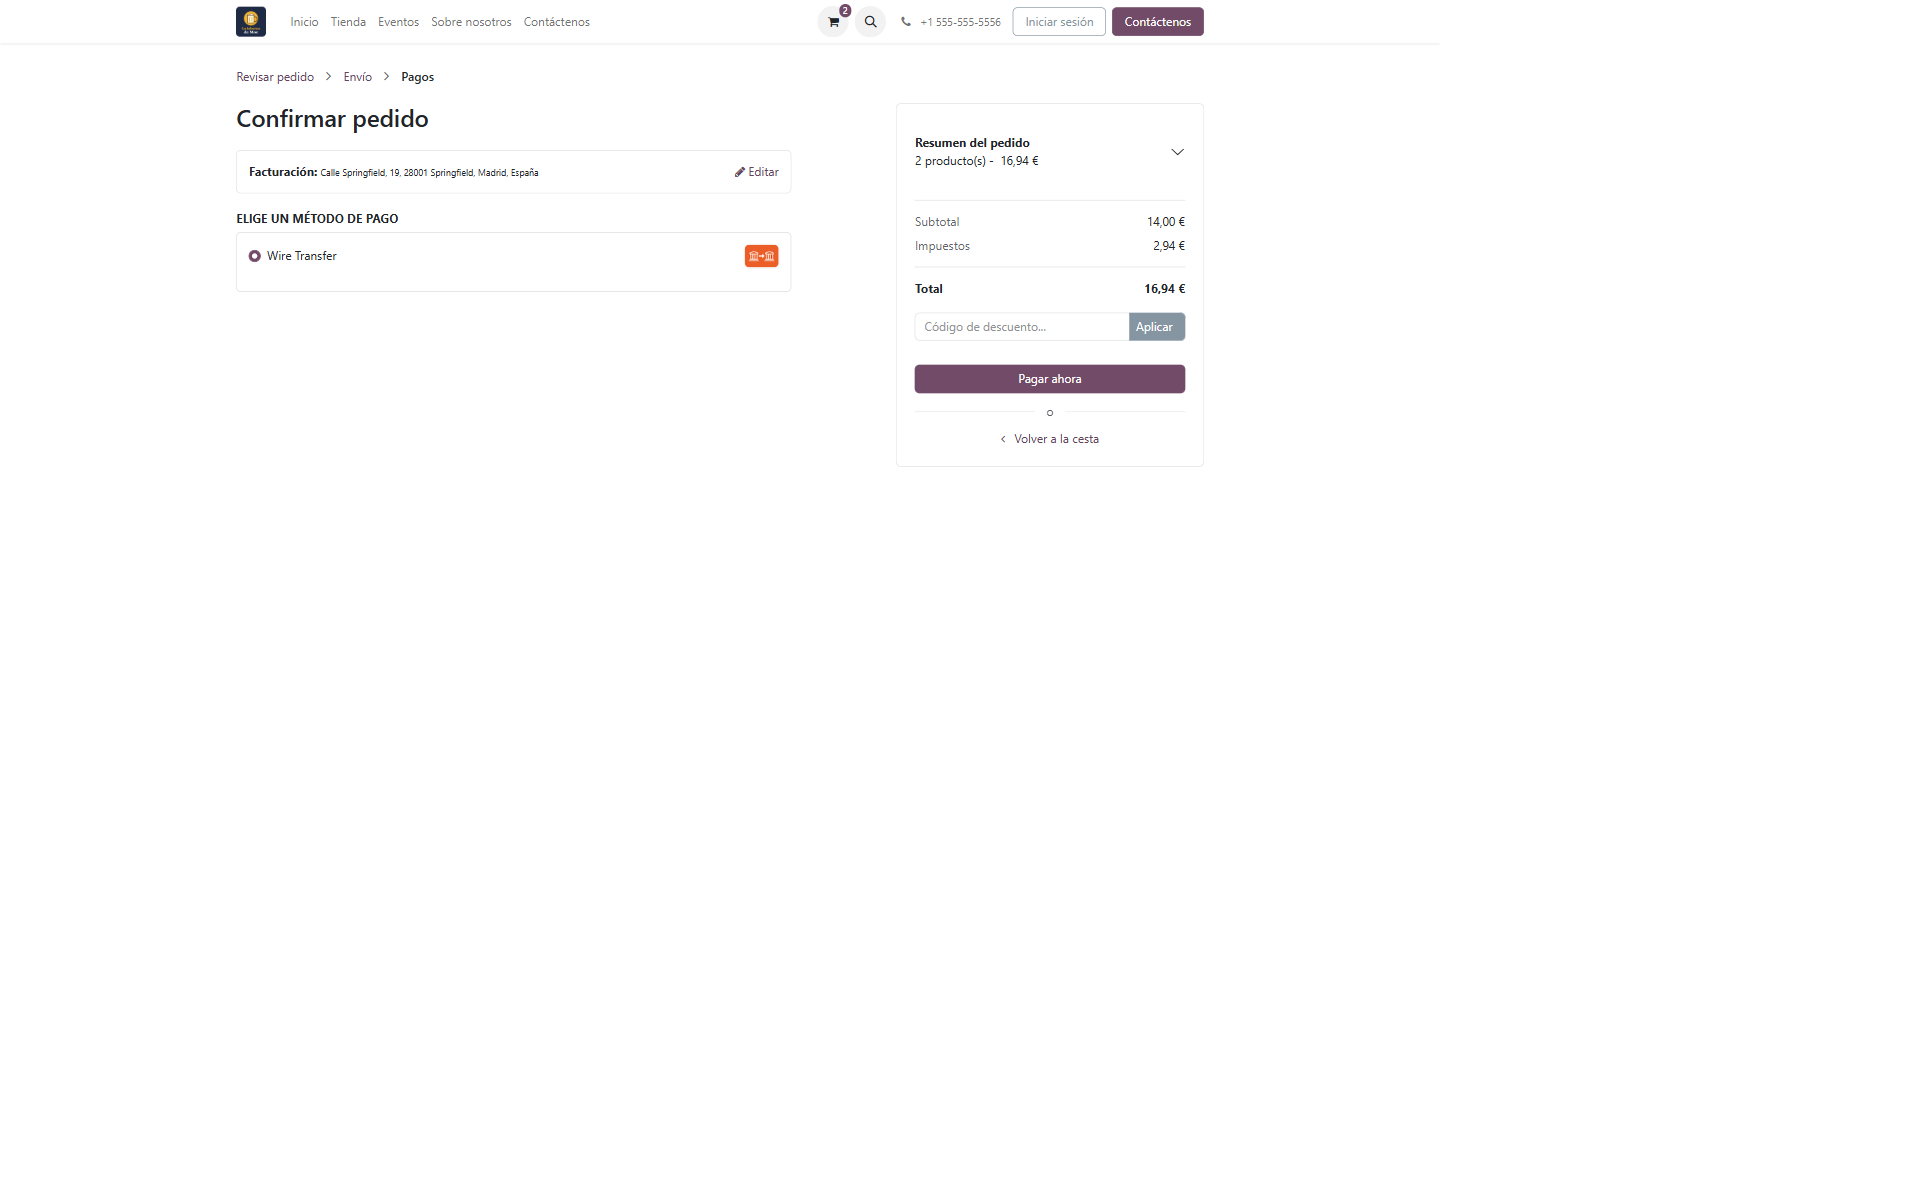 Inicio Tienda Eventos Sobre nosotros Contáctenos 2 +1 555-555-5556 Iniciar sesión Contáctenos
Revisar pedido > Envío > Pagos
Confirmar pedido
Facturación: Calle Springfield, 19, 28001 Springfield, Madrid, España Editar
ELIGE UN MÉTODO DE PAGO
Wire Transfer
Resumen del pedido
2 producto(s) - 16,94 €
Subtotal 14,00 €
Impuestos 2,94 €
Total 16,94 €
Código de descuento... Aplicar
Pagar ahora
o
< Volver a la cesta